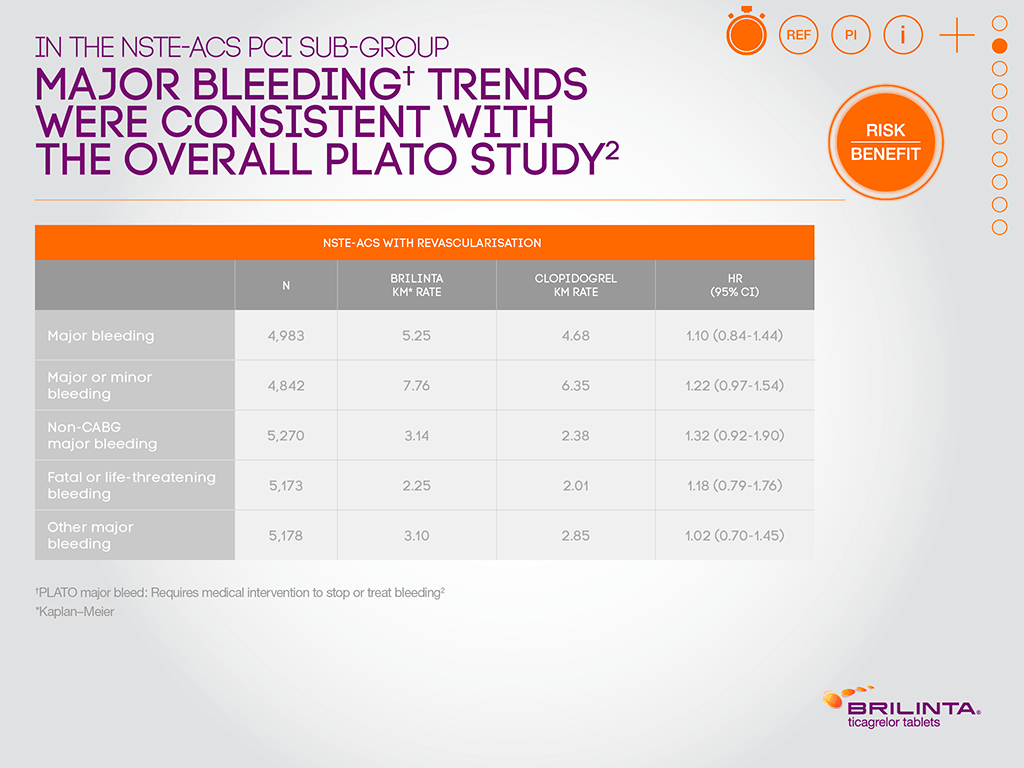 IN THE NSTE-ACS PCI SUB-GROUP
MAJOR BLEEDING† TRENDS
WERE CONSISTENT WITH
THE OVERALL PLATO STUDY²
REF
PI
i
RISK
BENEFIT
NSTE-ACS WITH REVASCULARISATION
N
BRILINTA
KM* RATE
CLOPIDOGREL
KM RATE
HR
(95% CI)
Major bleeding 4,983 5.25 4.68 1.10 (0.84-1.44)
Major or minor
bleeding 4,842 7.76 6.35 1.22 (0.97-1.54)
Non-CABG
major bleeding 5,270 3.14 2.38 1.32 (0.92-1.90)
Fatal or life-threatening
bleeding 5,173 2.25 2.01 1.18 (0.79-1.76)
Other major
bleeding 5,178 3.10 2.85 1.02 (0.70-1.45)
†PLATO major bleed: Requires medical intervention to stop or treat bleeding²
*Kaplan–Meier
BRILINTA®
ticagrelor tablets